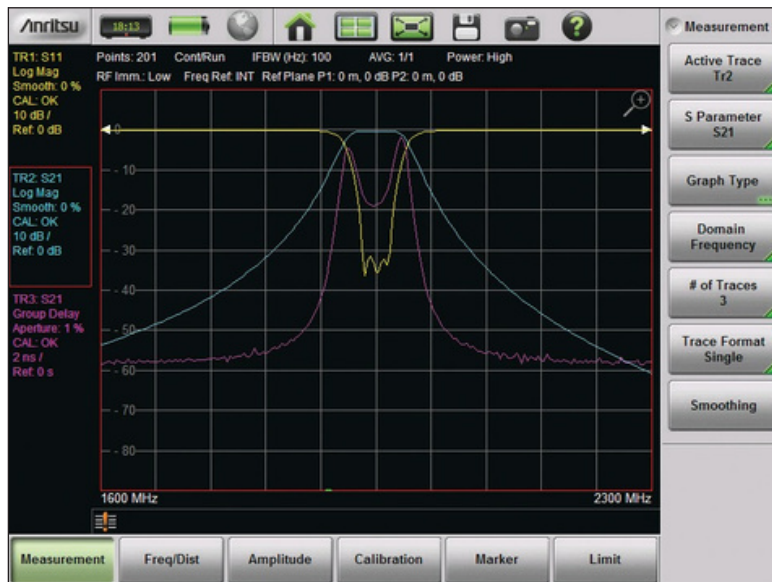 Anritsu
18:13
?
TR1: S11
Log Mag
Smooth: 0 %
CAL: OK
10 dB /
Ref: 0 dB
TR2: S21
Log Mag
Smooth: 0 %
CAL: OK
10 dB /
Ref: 0 dB
TR3: S21
Group Delay
Aperture: 1 %
CAL: OK
2 ns /
Ref: 0 s
Points: 201 Cont/Run IFBW (Hz): 100 AVG: 1/1 Power: High
RF Imm.: Low Freq Ref: INT Ref Plane P1: 0 m, 0 dB P2: 0 m, 0 dB
0
- 10
- 20
- 30
- 40
- 50
- 60
- 70
- 80
1600 MHz 2300 MHz
Measurement
Active Trace
Tr2
S Parameter
S21
Graph Type
Domain
Frequency
# of Traces
3
Trace Format
Single
Smoothing
Measurement Freq/Dist Amplitude Calibration Marker Limit